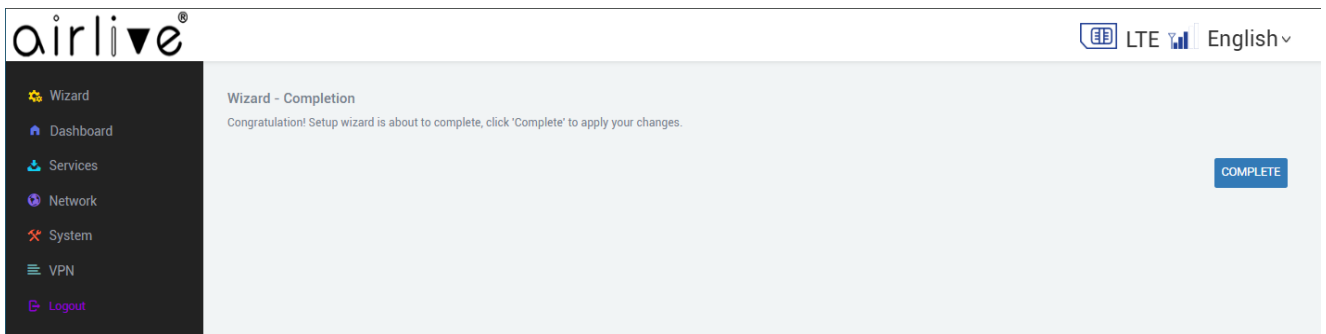 airlive®
LTE English
Wizard
Dashboard
Services
Network
System
VPN
Logout
Wizard - Completion
Congratulation! Setup wizard is about to complete, click 'Complete' to apply your changes.
COMPLETE